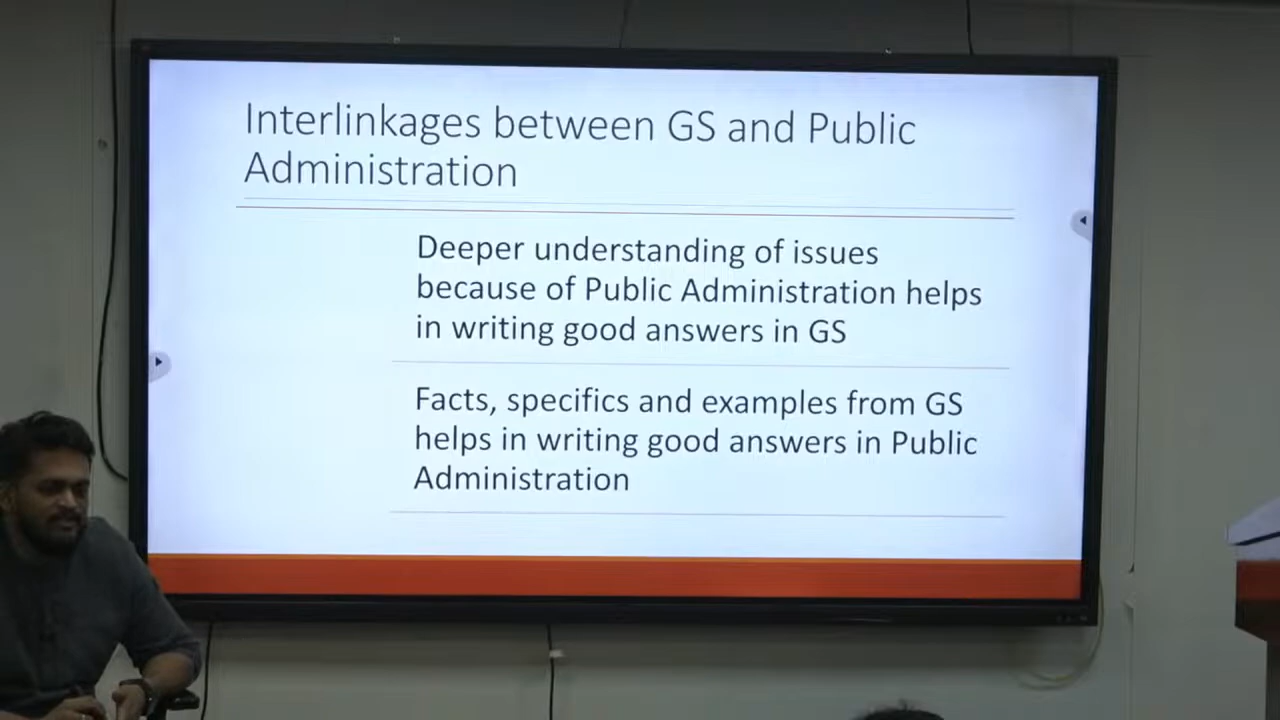 Interlinkages between GS and Public
Administration
Deeper understanding of issues
because of Public Administration helps
in writing good answers in GS
Facts, specifics and examples from GS
helps in writing good answers in Public
Administration